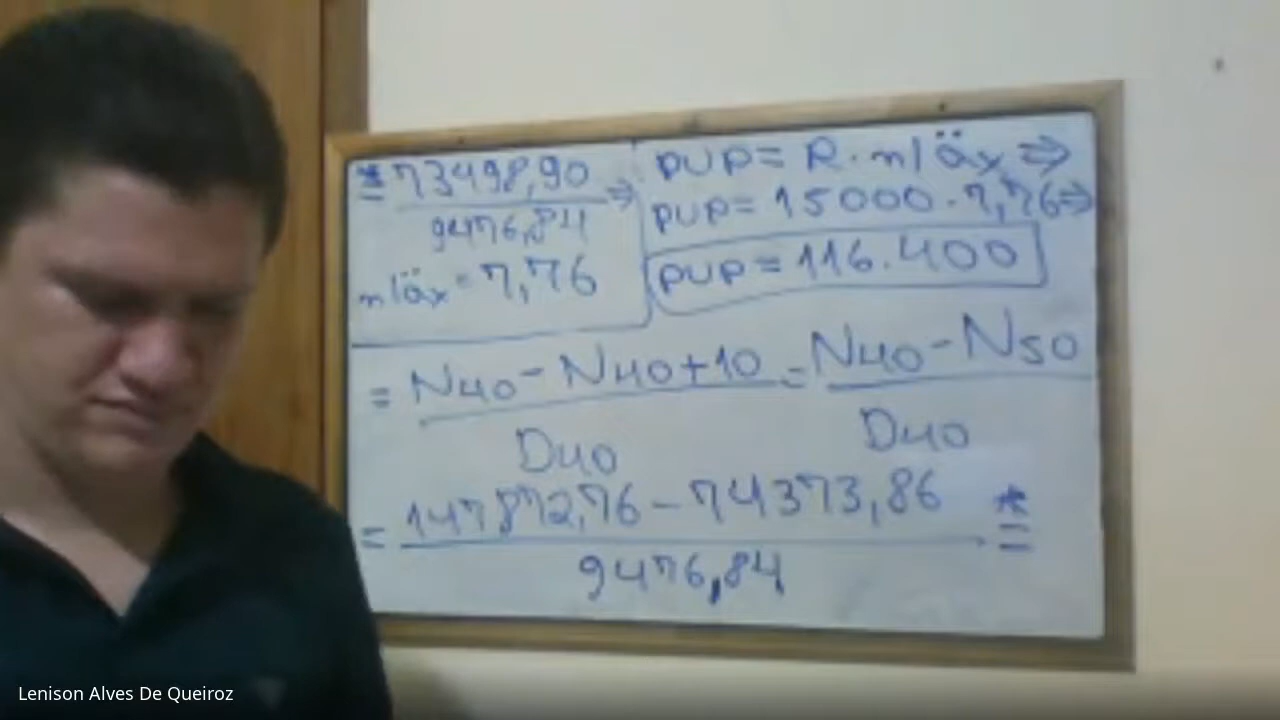 *= 73498,90 ⇒
9476,84
n|äx = 7,76
PUP = R.n|äx ⇒
PUP = 15000.7,76 ⇒
PUP = 116.400
= N40 - N40+10 = N40 - N50
D40 D40
= 147872,76 - 74373,86 *=
9476,84
Lenison Alves De Queiroz